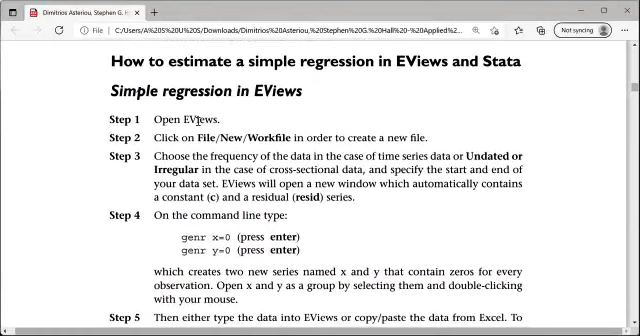 Dimitrios Asteriou, Stephen G. H
File
C:/Users/A%20S%20U%20S/Downloads/Dimitrios%20Asteriou,%20Stephen%20G.%20Hall%20-%20Applied%2...
Not syncing
How to estimate a simple regression in EViews and Stata
Simple regression in EViews
Step 1 Open EViews.
Step 2 Click on File/New/Workfile in order to create a new file.
Step 3 Choose the frequency of the data in the case of time series data or Undated or
Irregular in the case of cross-sectional data, and specify the start and end of
your data set. EViews will open a new window which automatically contains
a constant (c) and a residual (resid) series.
Step 4 On the command line type:
genr x=0 (press enter)
genr y=0 (press enter)
which creates two new series named x and y that contain zeros for every
observation. Open x and y as a group by selecting them and double-clicking
with your mouse.
Step 5 Then either type the data into EViews or copy/paste the data from Excel. To